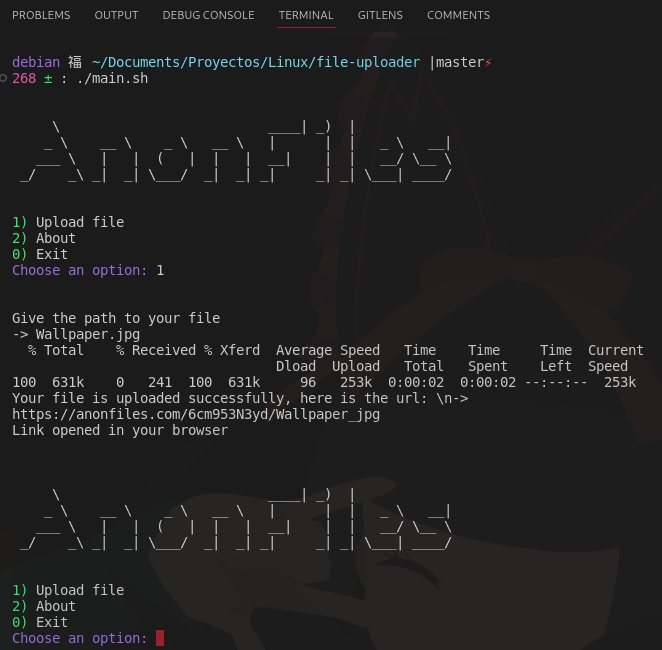 PROBLEMS OUTPUT DEBUG CONSOLE TERMINAL GITLENS COMMENTS
debian 福 ~/Documents/Proyectos/Linux/file-uploader |master⚡
268 ± : ./main.sh
AnonFiles
1) Upload file
2) About
0) Exit
Choose an option: 1
Give the path to your file
-> Wallpaper.jpg
% Total % Received % Xferd Average Speed Time Time Time Current
Dload Upload Total Spent Left Speed
100 631k 0 241 100 631k 96 253k 0:00:02 0:00:02 --:--:-- 253k
Your file is uploaded successfully, here is the url: \n->
https://anonfiles.com/6cm953N3yd/Wallpaper_jpg
Link opened in your browser
AnonFiles
1) Upload file
2) About
0) Exit
Choose an option: